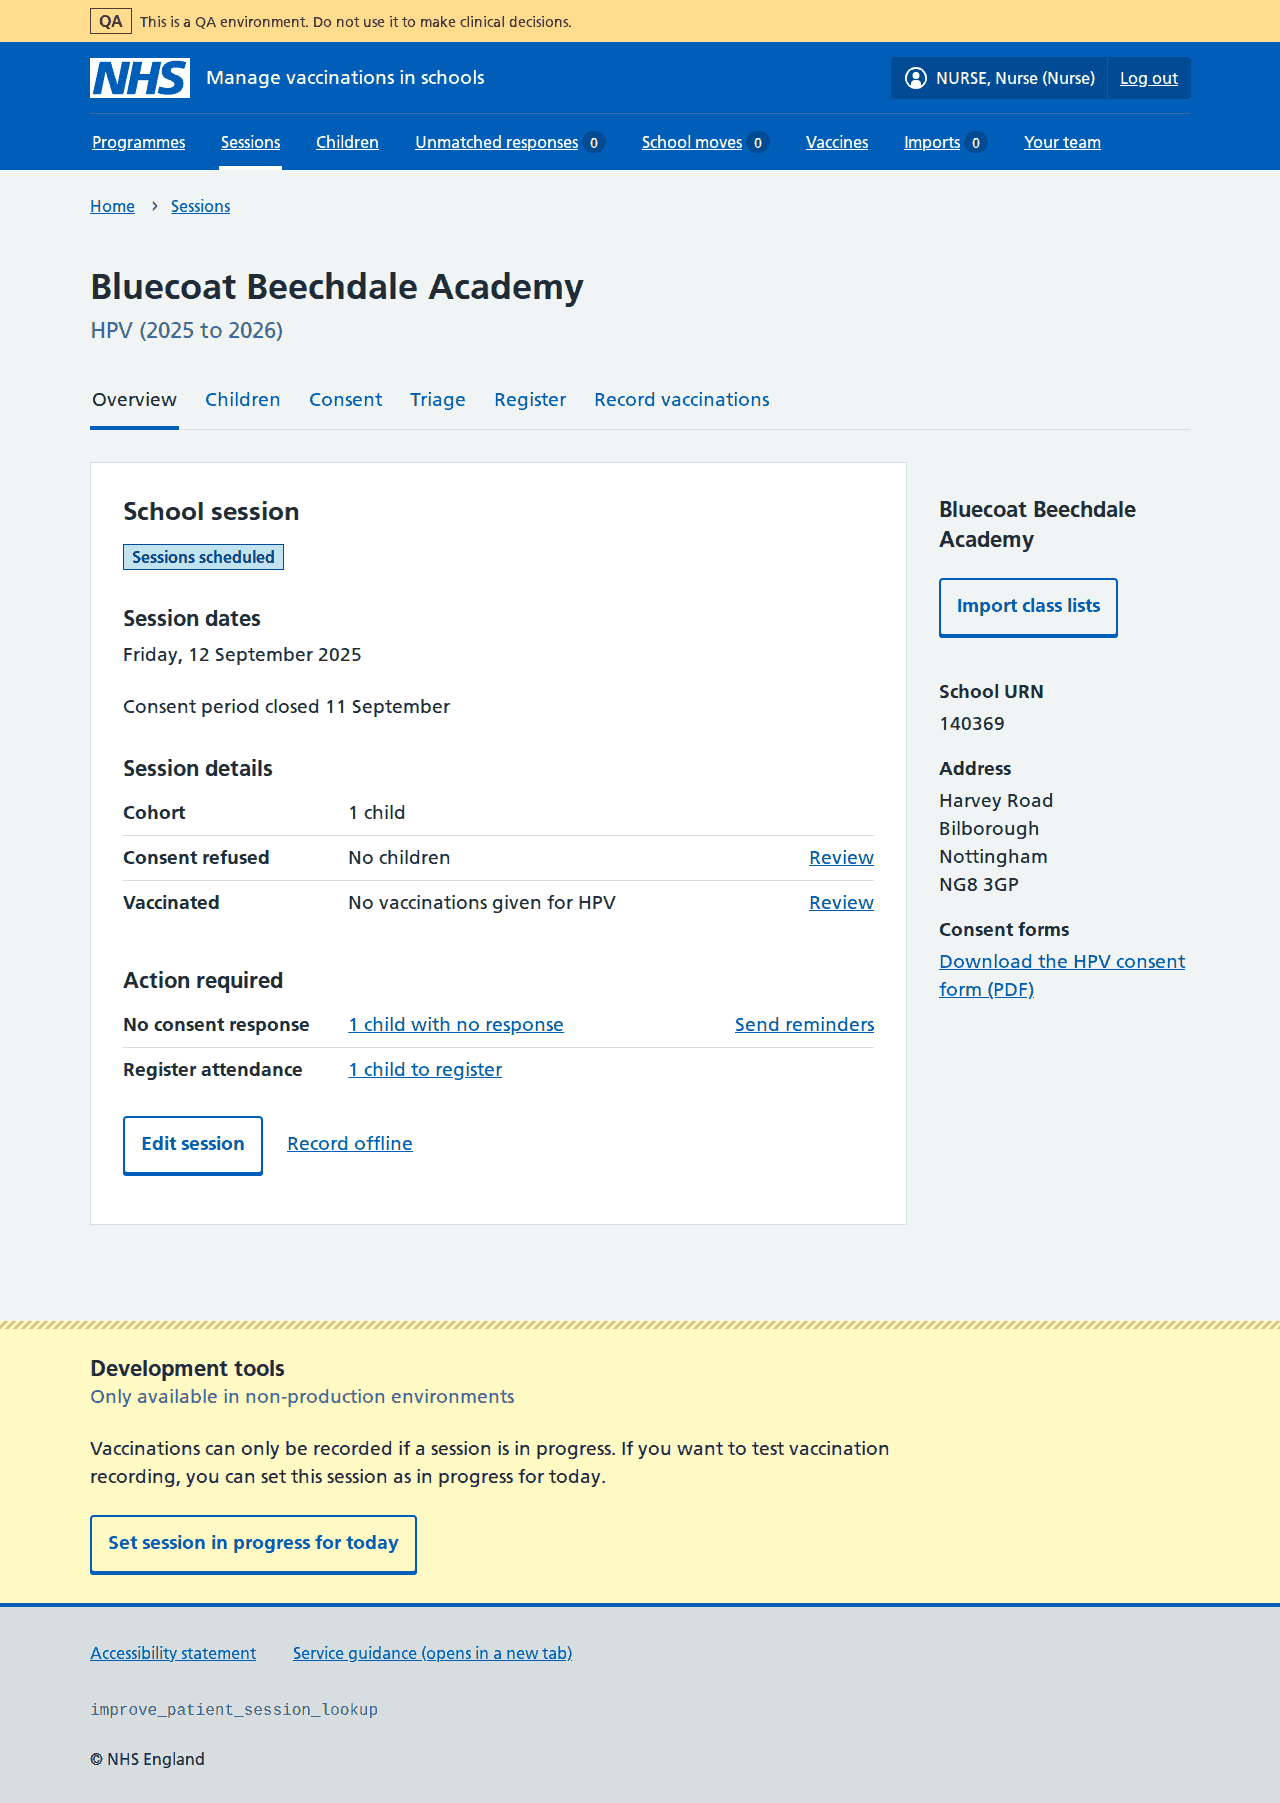 QA This is a QA environment. Do not use it to make clinical decisions.
NHS Manage vaccinations in schools NURSE, Nurse (Nurse) Log out
Programmes Sessions Children Unmatched responses 0 School moves 0 Vaccines Imports 0 Your team
Home › Sessions
Bluecoat Beechdale Academy
HPV (2025 to 2026)
Overview Children Consent Triage Register Record vaccinations
School session
Sessions scheduled
Session dates
Friday, 12 September 2025
Consent period closed 11 September
Session details
Cohort 1 child
Consent refused No children Review
Vaccinated No vaccinations given for HPV Review
Action required
No consent response 1 child with no response Send reminders
Register attendance 1 child to register
Edit session Record offline
Bluecoat Beechdale
Academy
Import class lists
School URN
140369
Address
Harvey Road
Bilborough
Nottingham
NG8 3GP
Consent forms
Download the HPV consent
form (PDF)
Development tools
Only available in non-production environments
Vaccinations can only be recorded if a session is in progress. If you want to test vaccination
recording, you can set this session as in progress for today.
Set session in progress for today
Accessibility statement Service guidance (opens in a new tab)
improve_patient_session_lookup
© NHS England